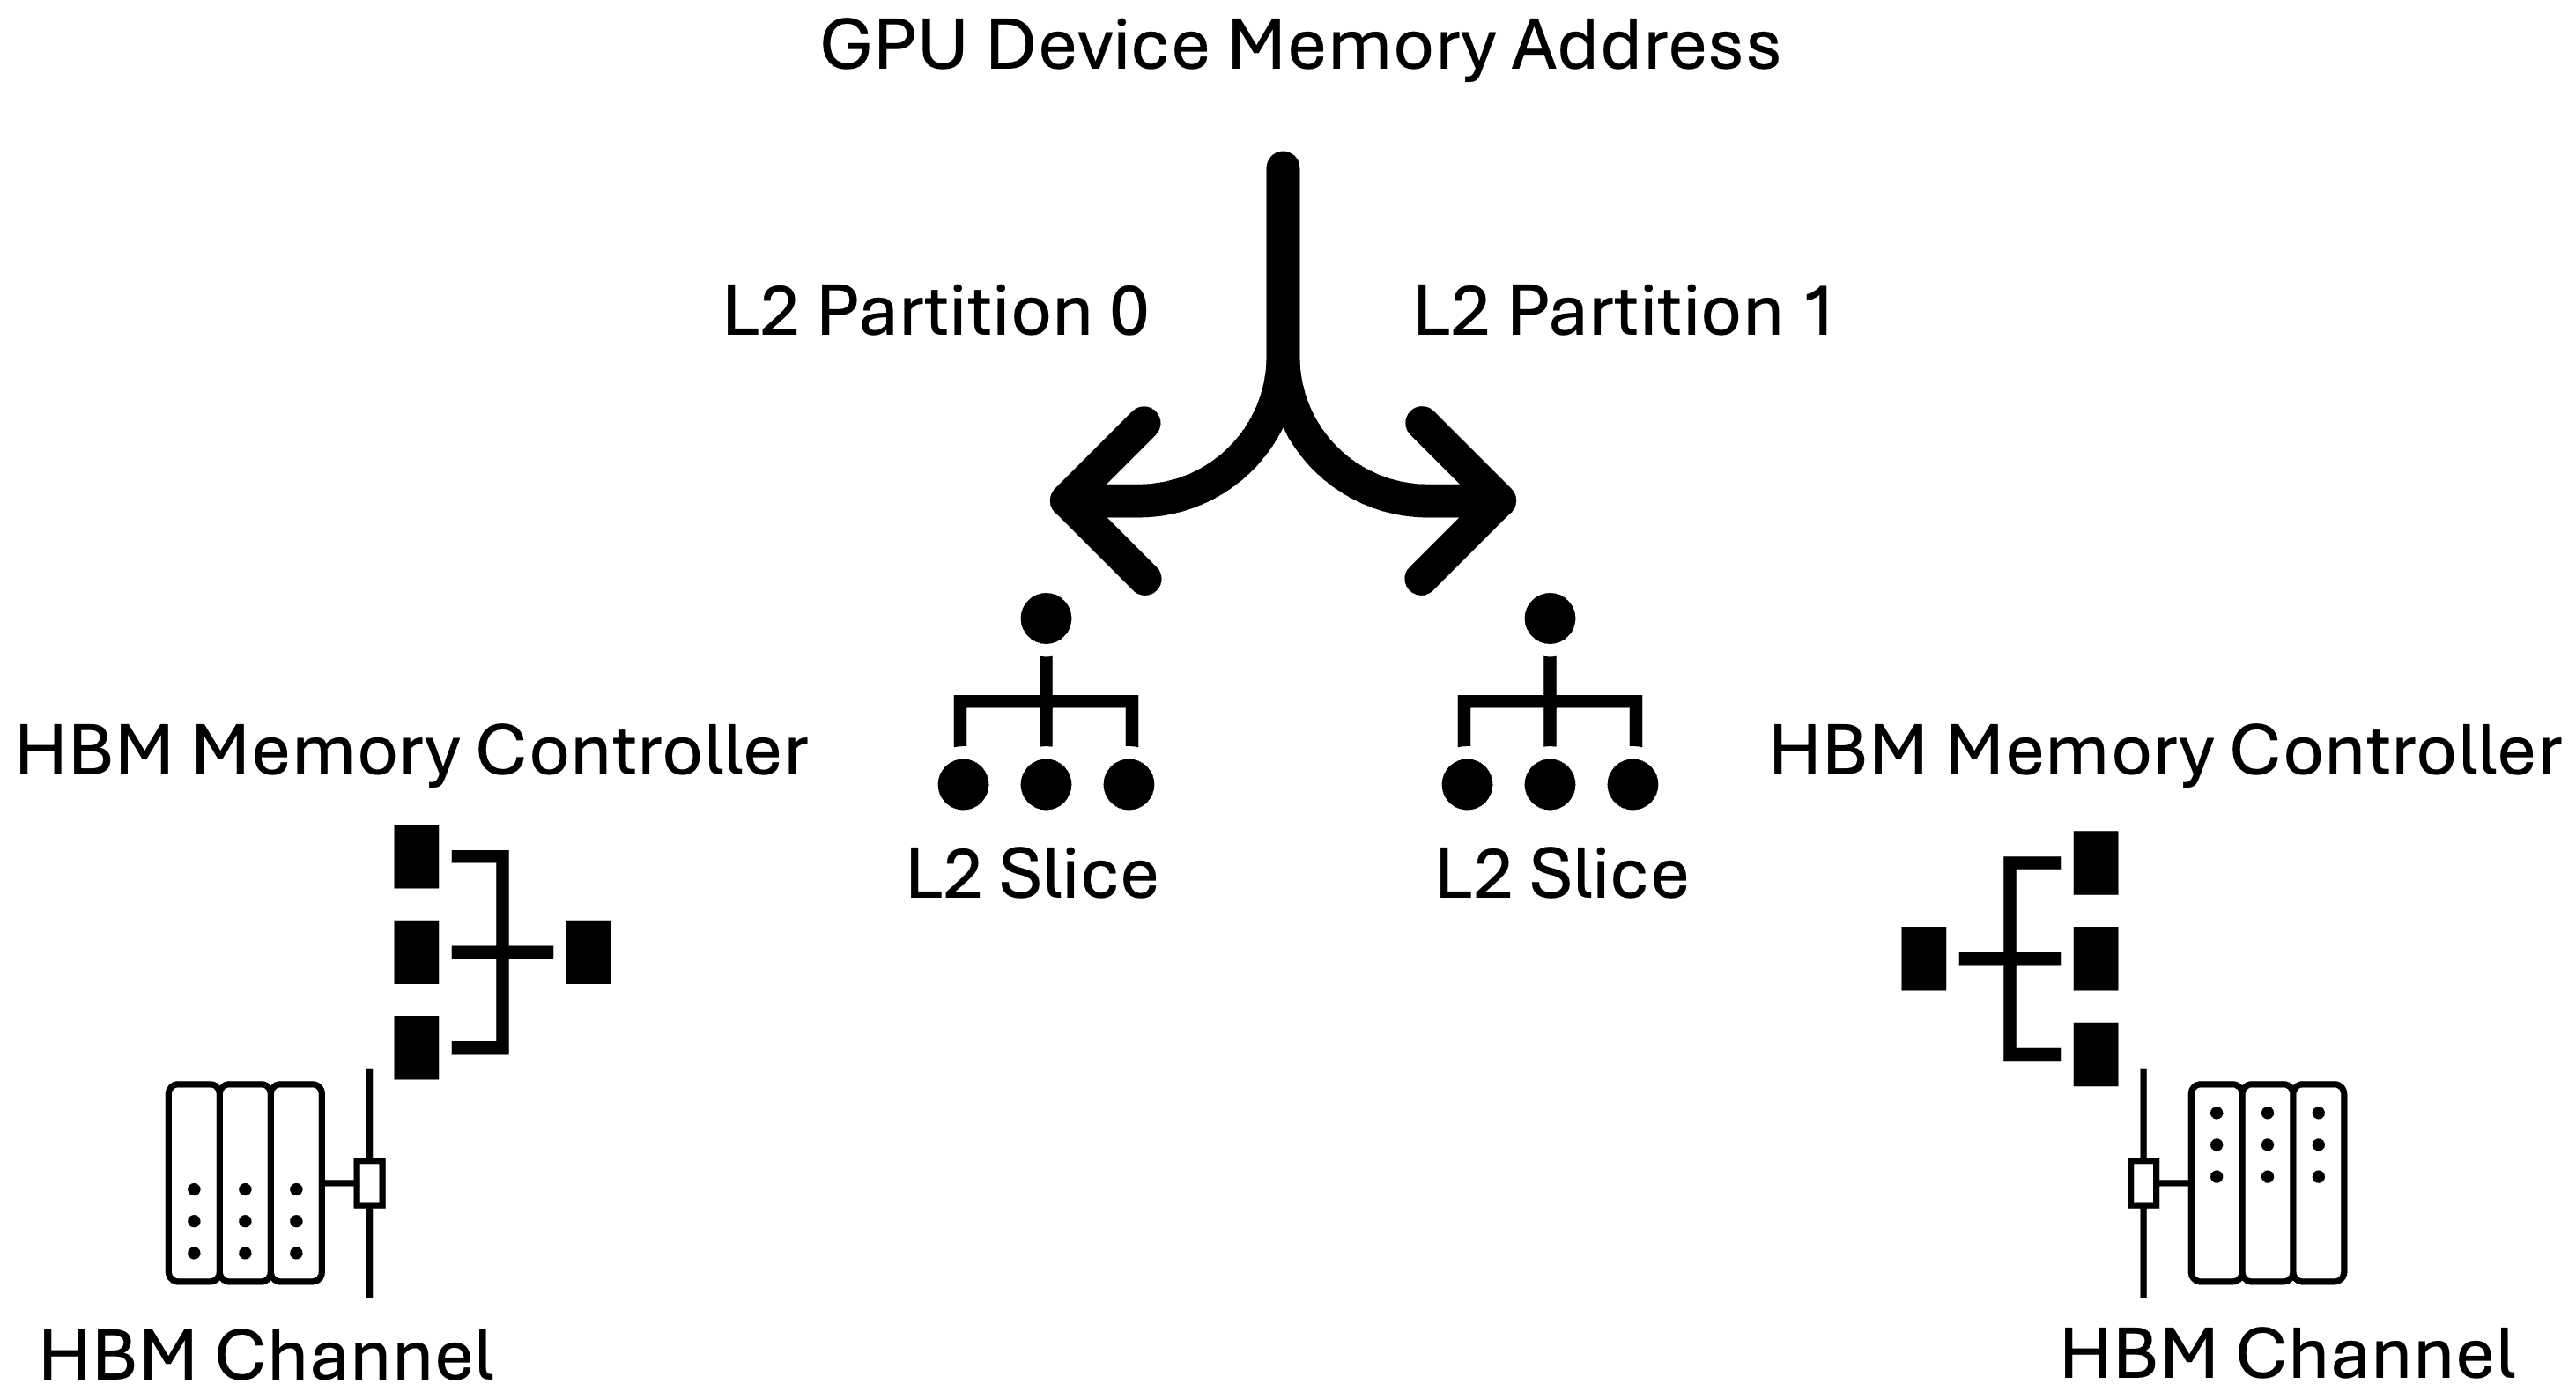 GPU Device Memory Address
L2 Partition 0
L2 Partition 1
HBM Memory Controller
HBM Memory Controller
L2 Slice
L2 Slice
HBM Channel
HBM Channel